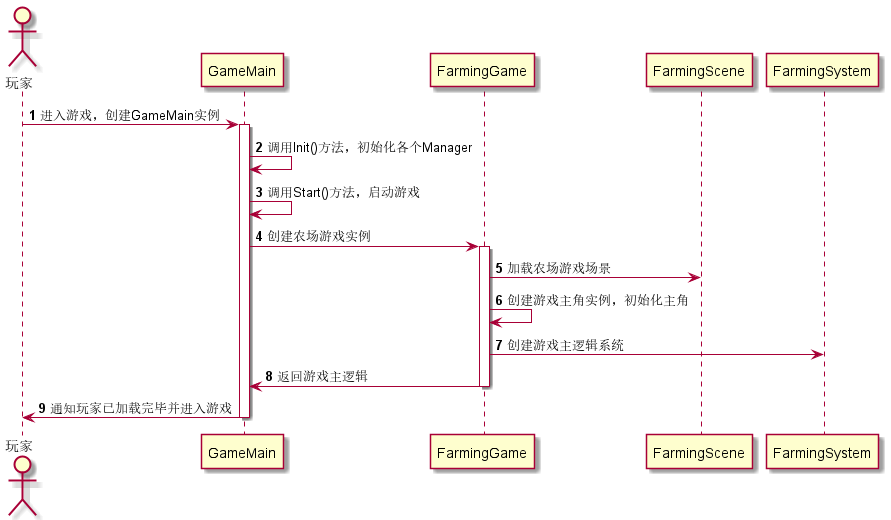 玩家
GameMain
FarmingGame
FarmingScene
FarmingSystem
1 进入游戏，创建GameMain实例
2 调用Init()方法，初始化各个Manager
3 调用Start()方法，启动游戏
4 创建农场游戏实例
5 加载农场游戏场景
6 创建游戏主角实例，初始化主角
7 创建游戏主逻辑系统
8 返回游戏主逻辑
9 通知玩家已加载完毕并进入游戏
玩家
GameMain
FarmingGame
FarmingScene
FarmingSystem